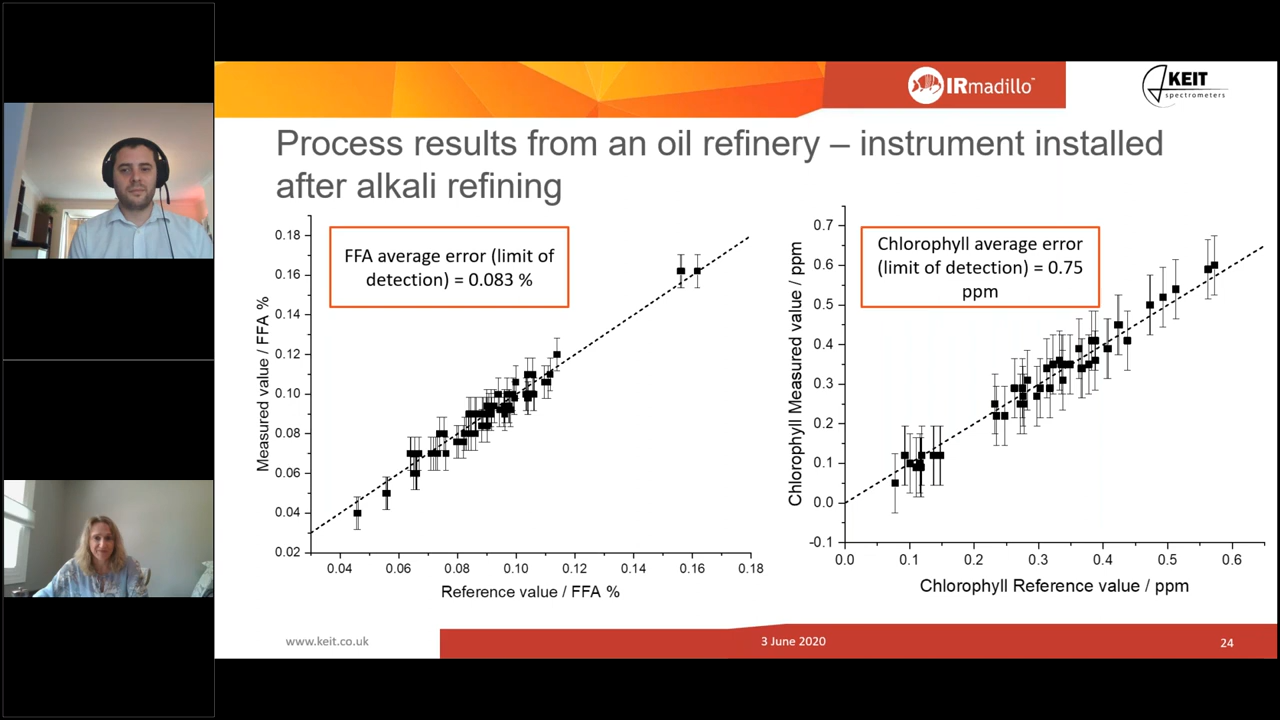 IRmadillo™
KEIT
spectrometers
Process results from an oil refinery – instrument installed
after alkali refining
FFA average error (limit of
detection) = 0.083 %
Measured value / FFA %
0.18
0.16
0.14
0.12
0.10
0.08
0.06
0.04
0.02
0.04 0.06 0.08 0.10 0.12 0.14 0.16 0.18
Reference value / FFA %
Chlorophyll average error
(limit of detection) = 0.75
ppm
Chlorophyll Measured value / ppm
0.7
0.6
0.5
0.4
0.3
0.2
0.1
0.0
-0.1
0.0 0.1 0.2 0.3 0.4 0.5 0.6
Chlorophyll Reference value / ppm
www.keit.co.uk
3 June 2020
24